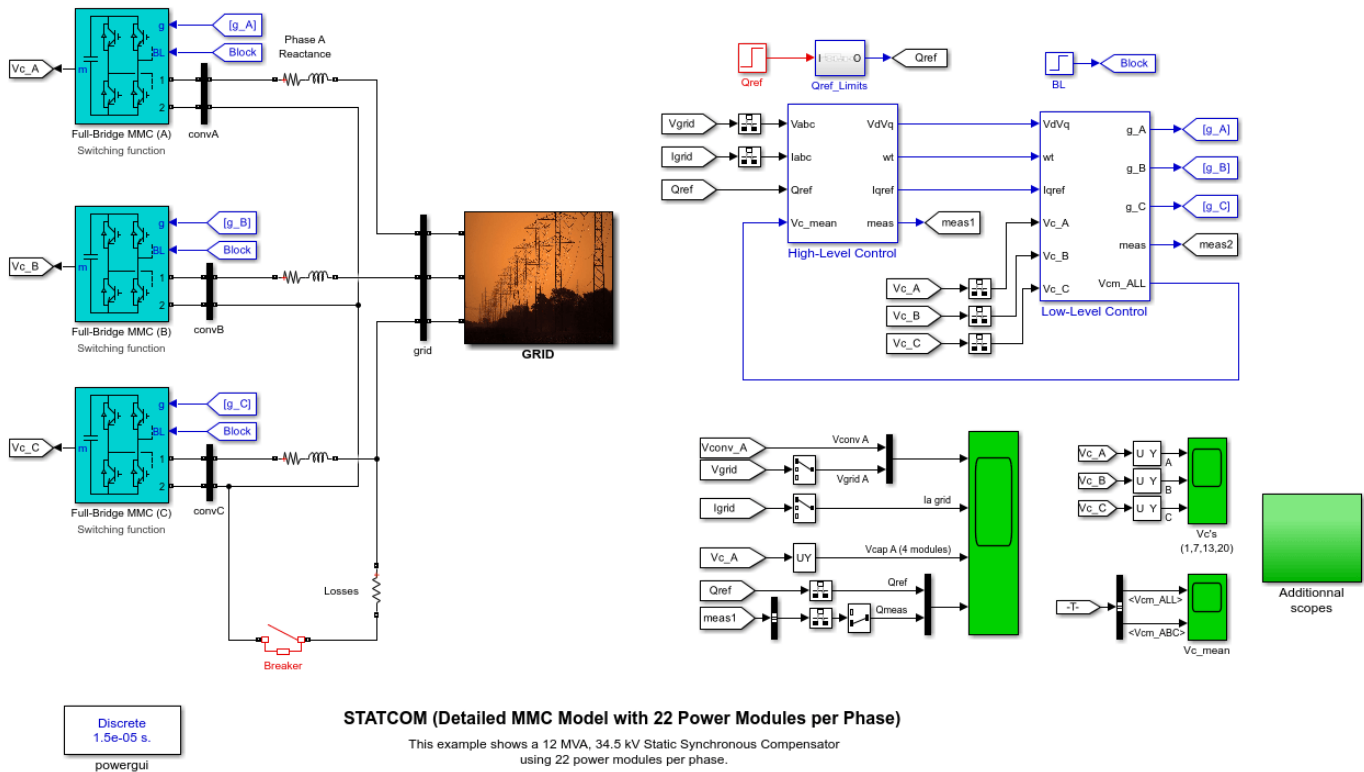 g
[g_A]
BL
Block
Vc_A
m
1
2
Full-Bridge MMC (A)
Switching function
convA
Phase A
Reactance
g
[g_B]
BL
Block
Vc_B
m
1
2
Full-Bridge MMC (B)
Switching function
convB
g
[g_C]
BL
Block
Vc_C
m
1
2
Full-Bridge MMC (C)
Switching function
convC
grid
GRID
Losses
Breaker
Qref
I
O
Qref_Limits
Qref
BL
Block
Vgrid
Igrid
Qref
Vabc
Iabc
Qref
Vc_mean
VdVq
wt
Iqref
meas
meas1
High-Level Control
VdVq
wt
Iqref
Vc_A
Vc_B
Vc_C
g_A
g_B
g_C
meas
Vcm_ALL
[g_A]
[g_B]
[g_C]
meas2
Vc_A
Vc_B
Vc_C
Low-Level Control
Vconv_A
Vconv A
Vgrid
Vgrid A
Igrid
Ia grid
Vc_A
UY
Vcap A (4 modules)
Qref
Qref
meas1
Qmeas
Vc_A
U Y
A
Vc_B
U Y
B
Vc_C
U Y
C
Vc's
(1,7,13,20)
-T-
<Vcm_ALL>
<Vcm_ABC>
Vc_mean
Additionnal
scopes
Discrete
1.5e-05 s.
powergui
STATCOM (Detailed MMC Model with 22 Power Modules per Phase)
This example shows a 12 MVA, 34.5 kV Static Synchronous Compensator
using 22 power modules per phase.